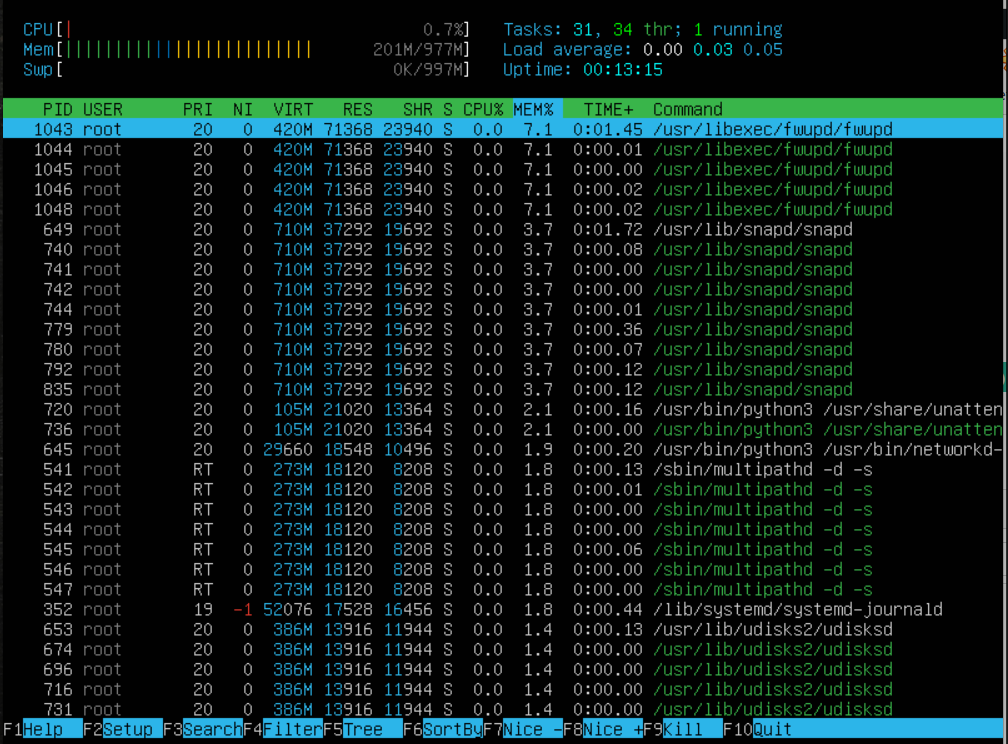 CPU[| 0.7%] Tasks: 31, 34 thr; 1 running
Mem[||||||||||||||||||||||||| 201M/977M] Load average: 0.00 0.03 0.05
Swp[ 0K/997M] Uptime: 00:13:15
PID USER PRI NI VIRT RES SHR S CPU% MEM% TIME+ Command
1043 root 20 0 420M 71368 23940 S 0.0 7.1 0:01.45 /usr/libexec/fwupd/fwupd
1044 root 20 0 420M 71368 23940 S 0.0 7.1 0:00.01 /usr/libexec/fwupd/fwupd
1045 root 20 0 420M 71368 23940 S 0.0 7.1 0:00.00 /usr/libexec/fwupd/fwupd
1046 root 20 0 420M 71368 23940 S 0.0 7.1 0:00.02 /usr/libexec/fwupd/fwupd
1048 root 20 0 420M 71368 23940 S 0.0 7.1 0:00.02 /usr/libexec/fwupd/fwupd
649 root 20 0 710M 37292 19692 S 0.0 3.7 0:01.72 /usr/lib/snapd/snapd
740 root 20 0 710M 37292 19692 S 0.0 3.7 0:00.08 /usr/lib/snapd/snapd
741 root 20 0 710M 37292 19692 S 0.0 3.7 0:00.00 /usr/lib/snapd/snapd
742 root 20 0 710M 37292 19692 S 0.0 3.7 0:00.00 /usr/lib/snapd/snapd
744 root 20 0 710M 37292 19692 S 0.0 3.7 0:00.01 /usr/lib/snapd/snapd
779 root 20 0 710M 37292 19692 S 0.0 3.7 0:00.36 /usr/lib/snapd/snapd
780 root 20 0 710M 37292 19692 S 0.0 3.7 0:00.07 /usr/lib/snapd/snapd
792 root 20 0 710M 37292 19692 S 0.0 3.7 0:00.12 /usr/lib/snapd/snapd
835 root 20 0 710M 37292 19692 S 0.0 3.7 0:00.12 /usr/lib/snapd/snapd
720 root 20 0 105M 21020 13364 S 0.0 2.1 0:00.16 /usr/bin/python3 /usr/share/unatten
736 root 20 0 105M 21020 13364 S 0.0 2.1 0:00.00 /usr/bin/python3 /usr/share/unatten
645 root 20 0 29660 18548 10496 S 0.0 1.9 0:00.20 /usr/bin/python3 /usr/bin/networkd-
541 root RT 0 273M 18120 8208 S 0.0 1.8 0:00.13 /sbin/multipathd -d -s
542 root RT 0 273M 18120 8208 S 0.0 1.8 0:00.01 /sbin/multipathd -d -s
543 root RT 0 273M 18120 8208 S 0.0 1.8 0:00.00 /sbin/multipathd -d -s
544 root RT 0 273M 18120 8208 S 0.0 1.8 0:00.00 /sbin/multipathd -d -s
545 root RT 0 273M 18120 8208 S 0.0 1.8 0:00.06 /sbin/multipathd -d -s
546 root RT 0 273M 18120 8208 S 0.0 1.8 0:00.00 /sbin/multipathd -d -s
547 root RT 0 273M 18120 8208 S 0.0 1.8 0:00.00 /sbin/multipathd -d -s
352 root 19 -1 52076 17528 16456 S 0.0 1.8 0:00.44 /lib/systemd/systemd-journald
653 root 20 0 386M 13916 11944 S 0.0 1.4 0:00.13 /usr/lib/udisks2/udisksd
674 root 20 0 386M 13916 11944 S 0.0 1.4 0:00.00 /usr/lib/udisks2/udisksd
696 root 20 0 386M 13916 11944 S 0.0 1.4 0:00.00 /usr/lib/udisks2/udisksd
716 root 20 0 386M 13916 11944 S 0.0 1.4 0:00.00 /usr/lib/udisks2/udisksd
731 root 20 0 386M 13916 11944 S 0.0 1.4 0:00.00 /usr/lib/udisks2/udisksd
F1Help F2Setup F3SearchF4FilterF5Tree F6SortByF7Nice -F8Nice +F9Kill F10Quit